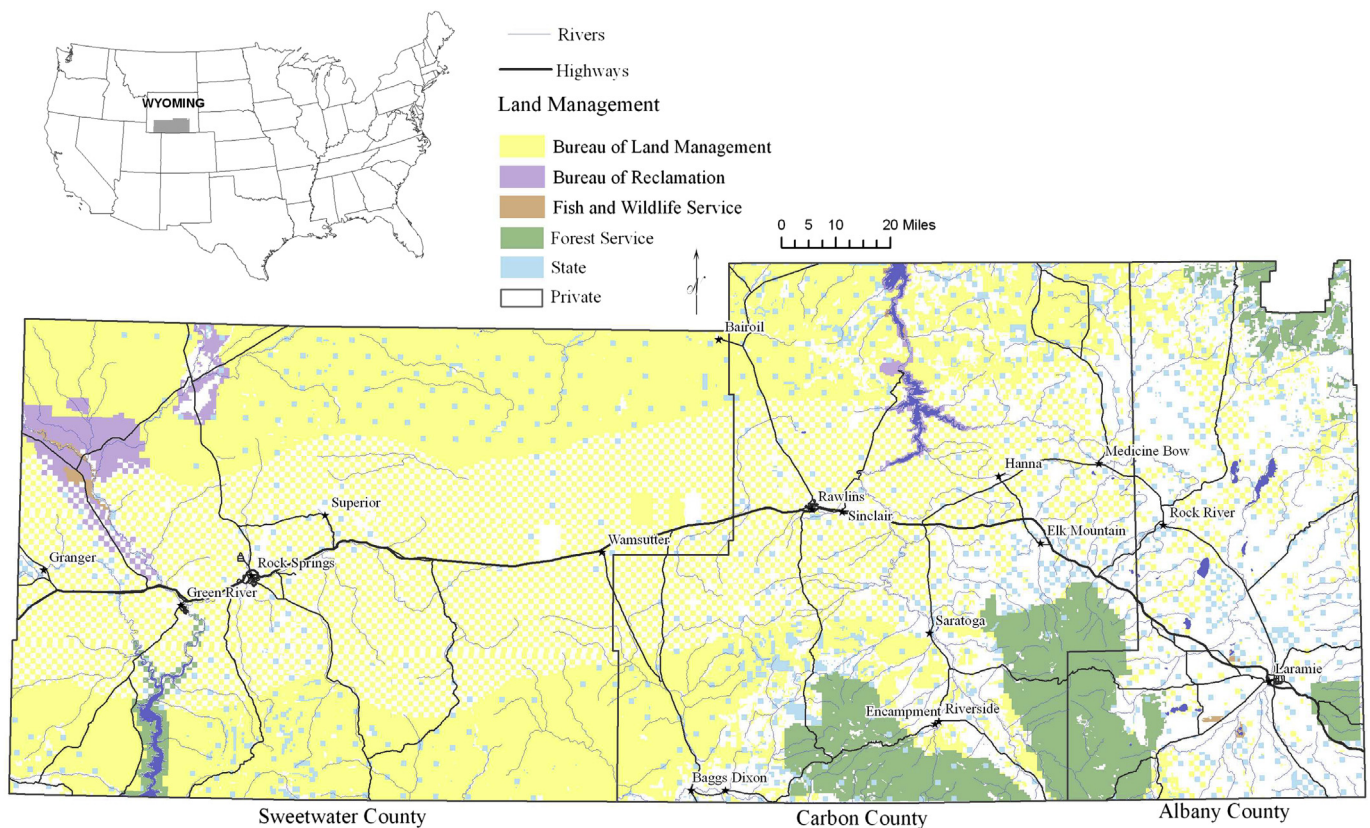 WYOMING
Rivers
Highways
Land Management
Bureau of Land Management
Bureau of Reclamation
Fish and Wildlife Service
Forest Service
State
Private
0 5 10 20 Miles
Bairoil
Medicine Bow
Hanna
Superior
Rawlins
Sinclair
Rock River
Elk Mountain
Wamsutter
Granger
Rock Springs
Green River
Saratoga
Laramie
Encampment
Riverside
Baggs
Dixon
Sweetwater County
Carbon County
Albany County